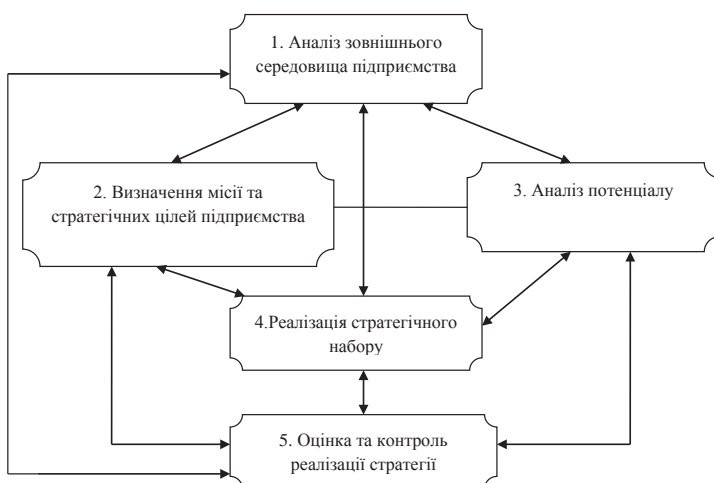 1. Аналіз зовнішнього
середовища підприємства
2. Визначення місії та
стратегічних цілей підприємства
3. Аналіз потенціалу
4.Реалізація стратегічного
набору
5. Оцінка та контроль
реалізації стратегії